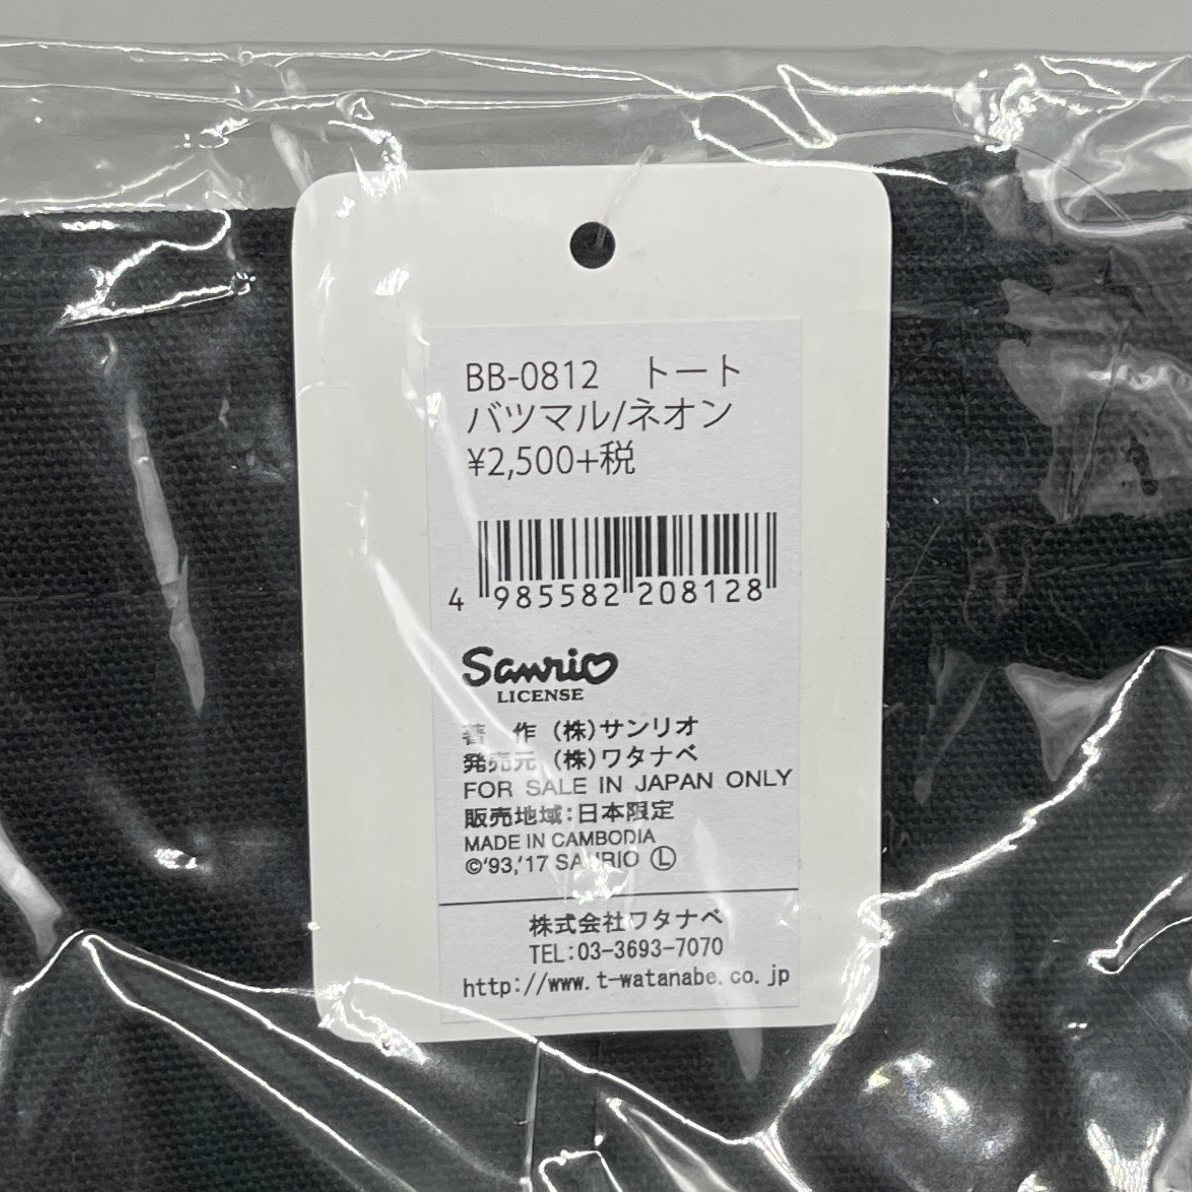 BB-0812　トート
バツマル/ネオン
¥2,500+税
4 985582 208128
Sanrio
LICENSE
著　作（株）サンリオ
発売元（株）ワタナベ
FOR SALE IN JAPAN ONLY
販売地域：日本限定
MADE IN CAMBODIA
©'93,'17 SANRIO Ⓛ
株式会社ワタナベ
TEL:03-3693-7070
http://www.t-watanabe.co.jp